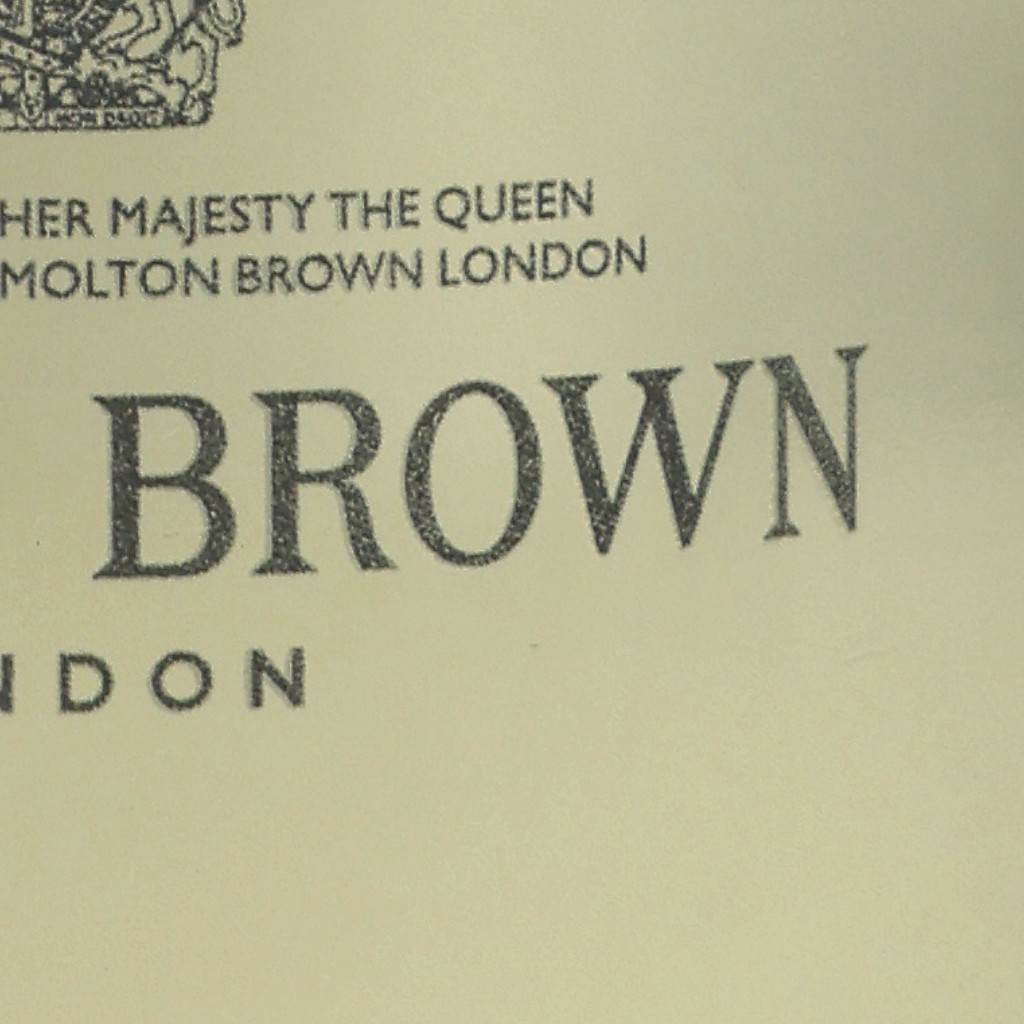 HER MAJESTY THE QUEEN
MOLTON BROWN LONDON
BROWN
NDON